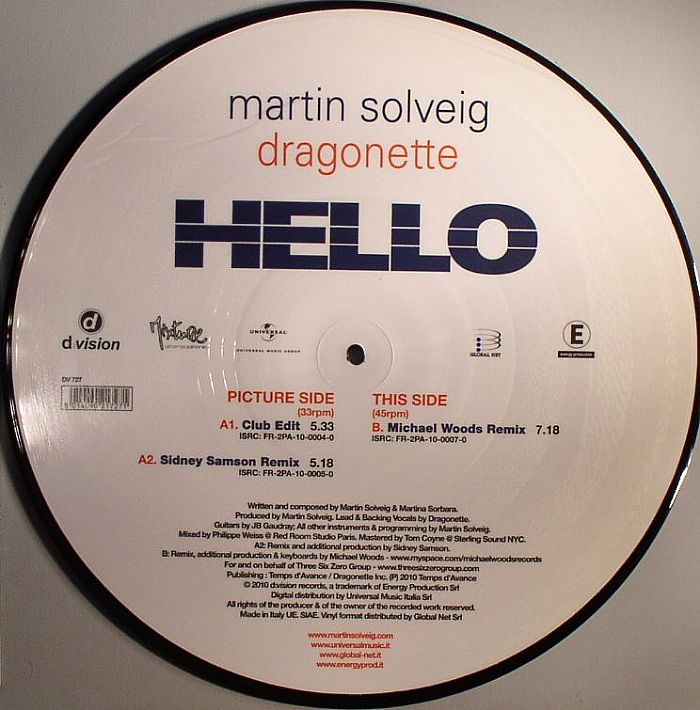 martin solveig
dragonette
HELLO
d
d:vision
Mixture
stereophonic
UNIVERSAL
UNIVERSAL MUSIC GROUP
GLOBAL NET
E
energy production
DV 727
8 014090 217271
PICTURE SIDE
(33rpm)
A1. Club Edit 5.33
ISRC: FR-2PA-10-0004-0
A2. Sidney Samson Remix 5.18
ISRC: FR-2PA-10-0005-0
THIS SIDE
(45rpm)
B. Michael Woods Remix 7.18
ISRC: FR-2PA-10-0007-0
Written and composed by Martin Solveig & Martina Sorbara.
Produced by Martin Solveig. Lead & Backing Vocals by Dragonette.
Guitars by JB Gaudray; All other instruments & programming by Martin Solveig.
Mixed by Philippe Weiss @ Red Room Studio Paris. Mastered by Tom Coyne @ Sterling Sound NYC.
A2: Remix and additional production by Sidney Samson.
B: Remix, additional production & keyboards by Michael Woods - www.myspace.com/michaelwoodsrecords
For and on behalf of Three Six Zero Group - www.threesixzerogroup.com
Publishing : Temps d'Avance / Dragonette Inc. (P) 2010 Temps d'Avance
© 2010 d:vision records, a trademark of Energy Production Srl
Digital distribution by Universal Music Italia Srl
All rights of the producer & of the owner of the recorded work reserved.
Made in Italy UE. SIAE. Vinyl format distributed by Global Net Srl
www.martinsolveig.com
www.universalmusic.it
www.global-net.it
www.energyprod.it